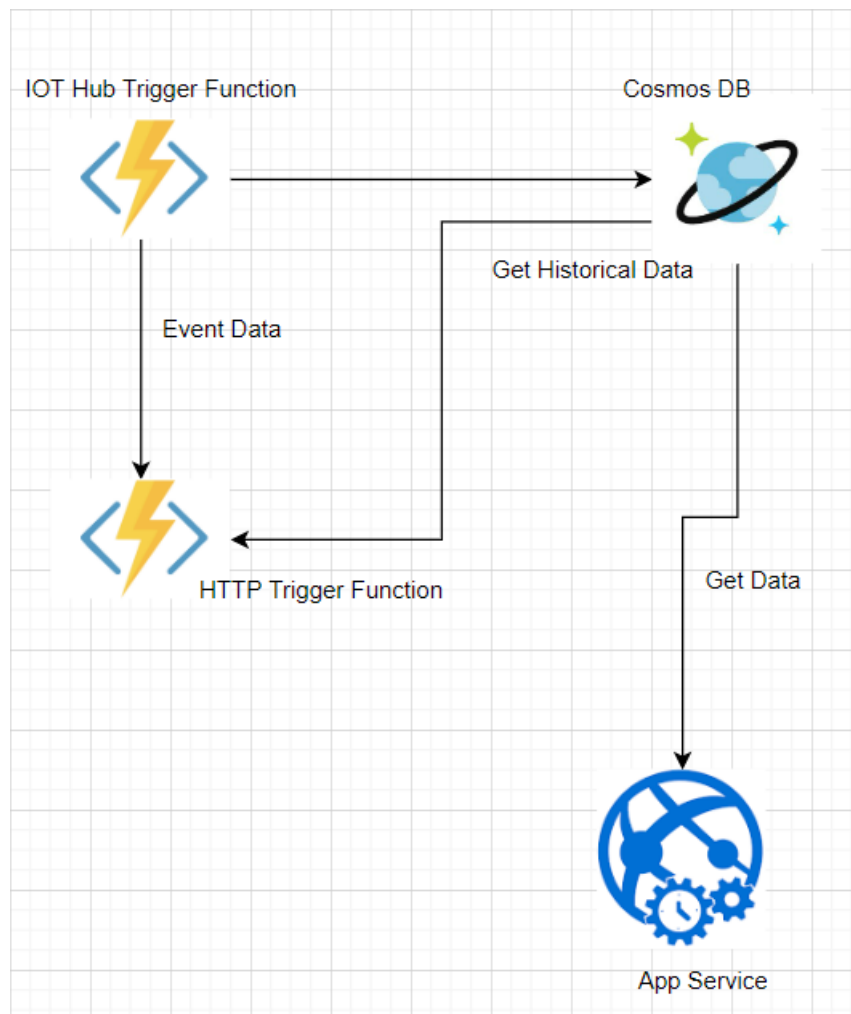 IOT Hub Trigger Function
Cosmos DB
Get Historical Data
Event Data
HTTP Trigger Function
Get Data
App Service